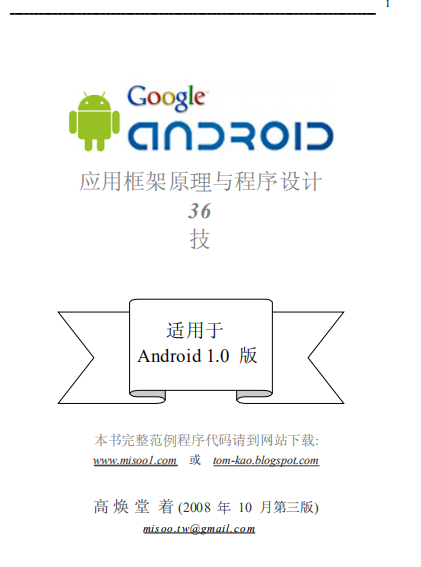 1
Google
ANDROID
应用框架原理与程序设计
36
技
适用于
Android 1.0 版
本书完整范例程序代码请到网站下载:
www.misoo1.com 或 tom-kao.blogspot.com
高 焕 堂 着 (2008 年 10 月第三版)
misoo.tw@gmail.com